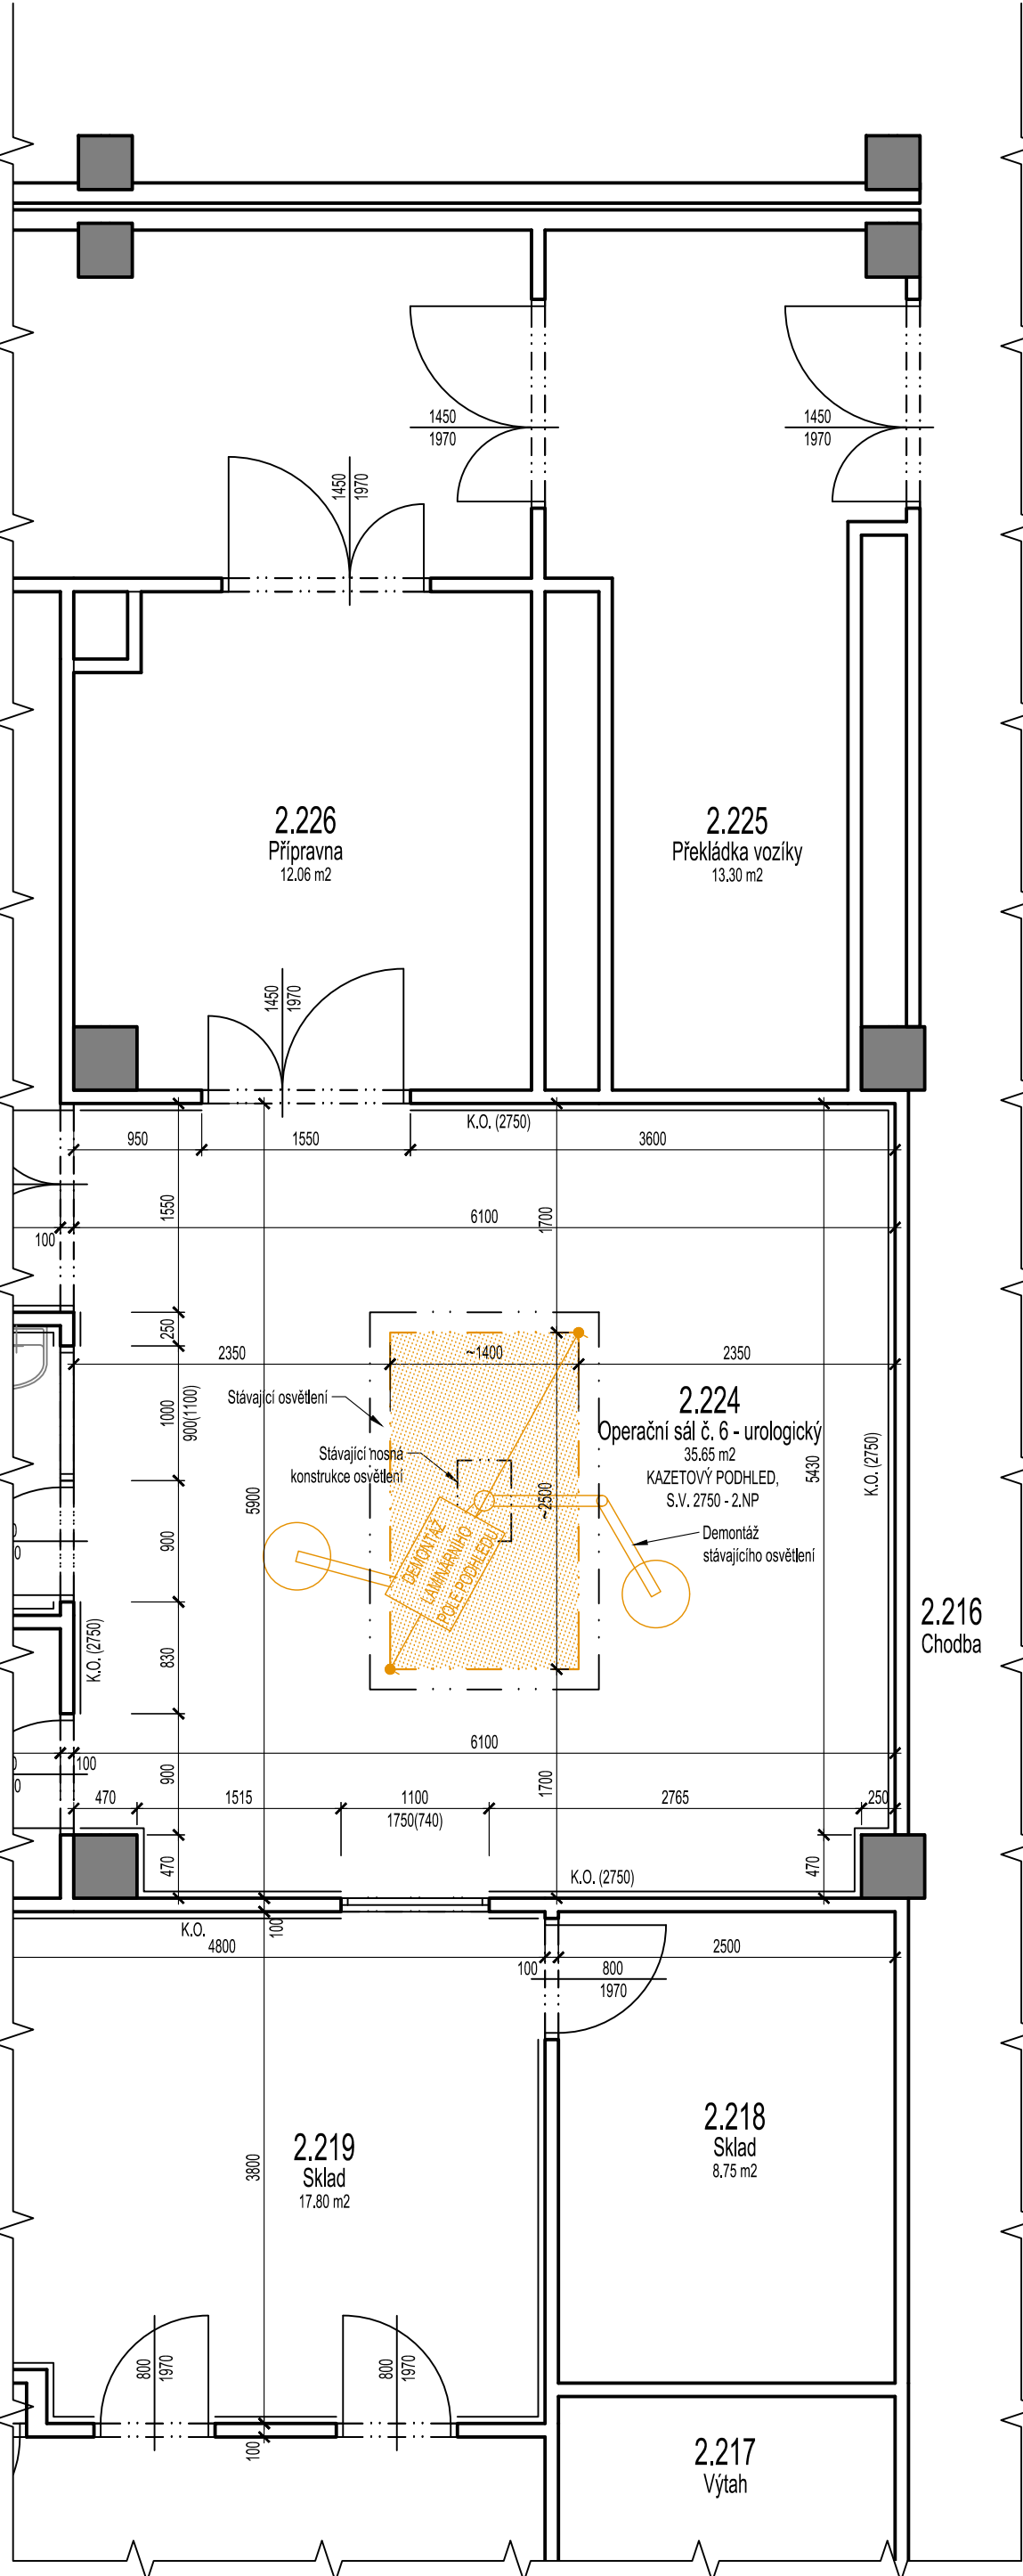 1450
1970
1450
1970
1450
1970
2.226
Přípravna
12.06 m2
2.225
Překládka vozíky
13.30 m2
1450
1970
K.O. (2750)
950
1550
3600
1550
6100
1700
100
250
2350
~1400
2350
Stávající osvětlení
1000
900(1100)
2.224
Operační sál č. 6 - urologický
35.65 m2
KAZETOVÝ PODHLED,
S.V. 2750 - 2.NP
5430
K.O. (2750)
Stávající nosná
konstrukce osvětlení
5900
~2500
900
DEMONTÁŽ
LAMINÁRNÍHO
POLE PODHLEDU
Demontáž
stávajícího osvětlení
2.216
Chodba
K.O. (2750)
830
6100
100
900
1700
470
1515
1100
1750(740)
2765
250
470
470
K.O. (2750)
K.O.
100
4800
2500
100
800
1970
2.219
Sklad
17.80 m2
2.218
Sklad
8.75 m2
3800
800
1970
800
1970
100
2.217
Výtah